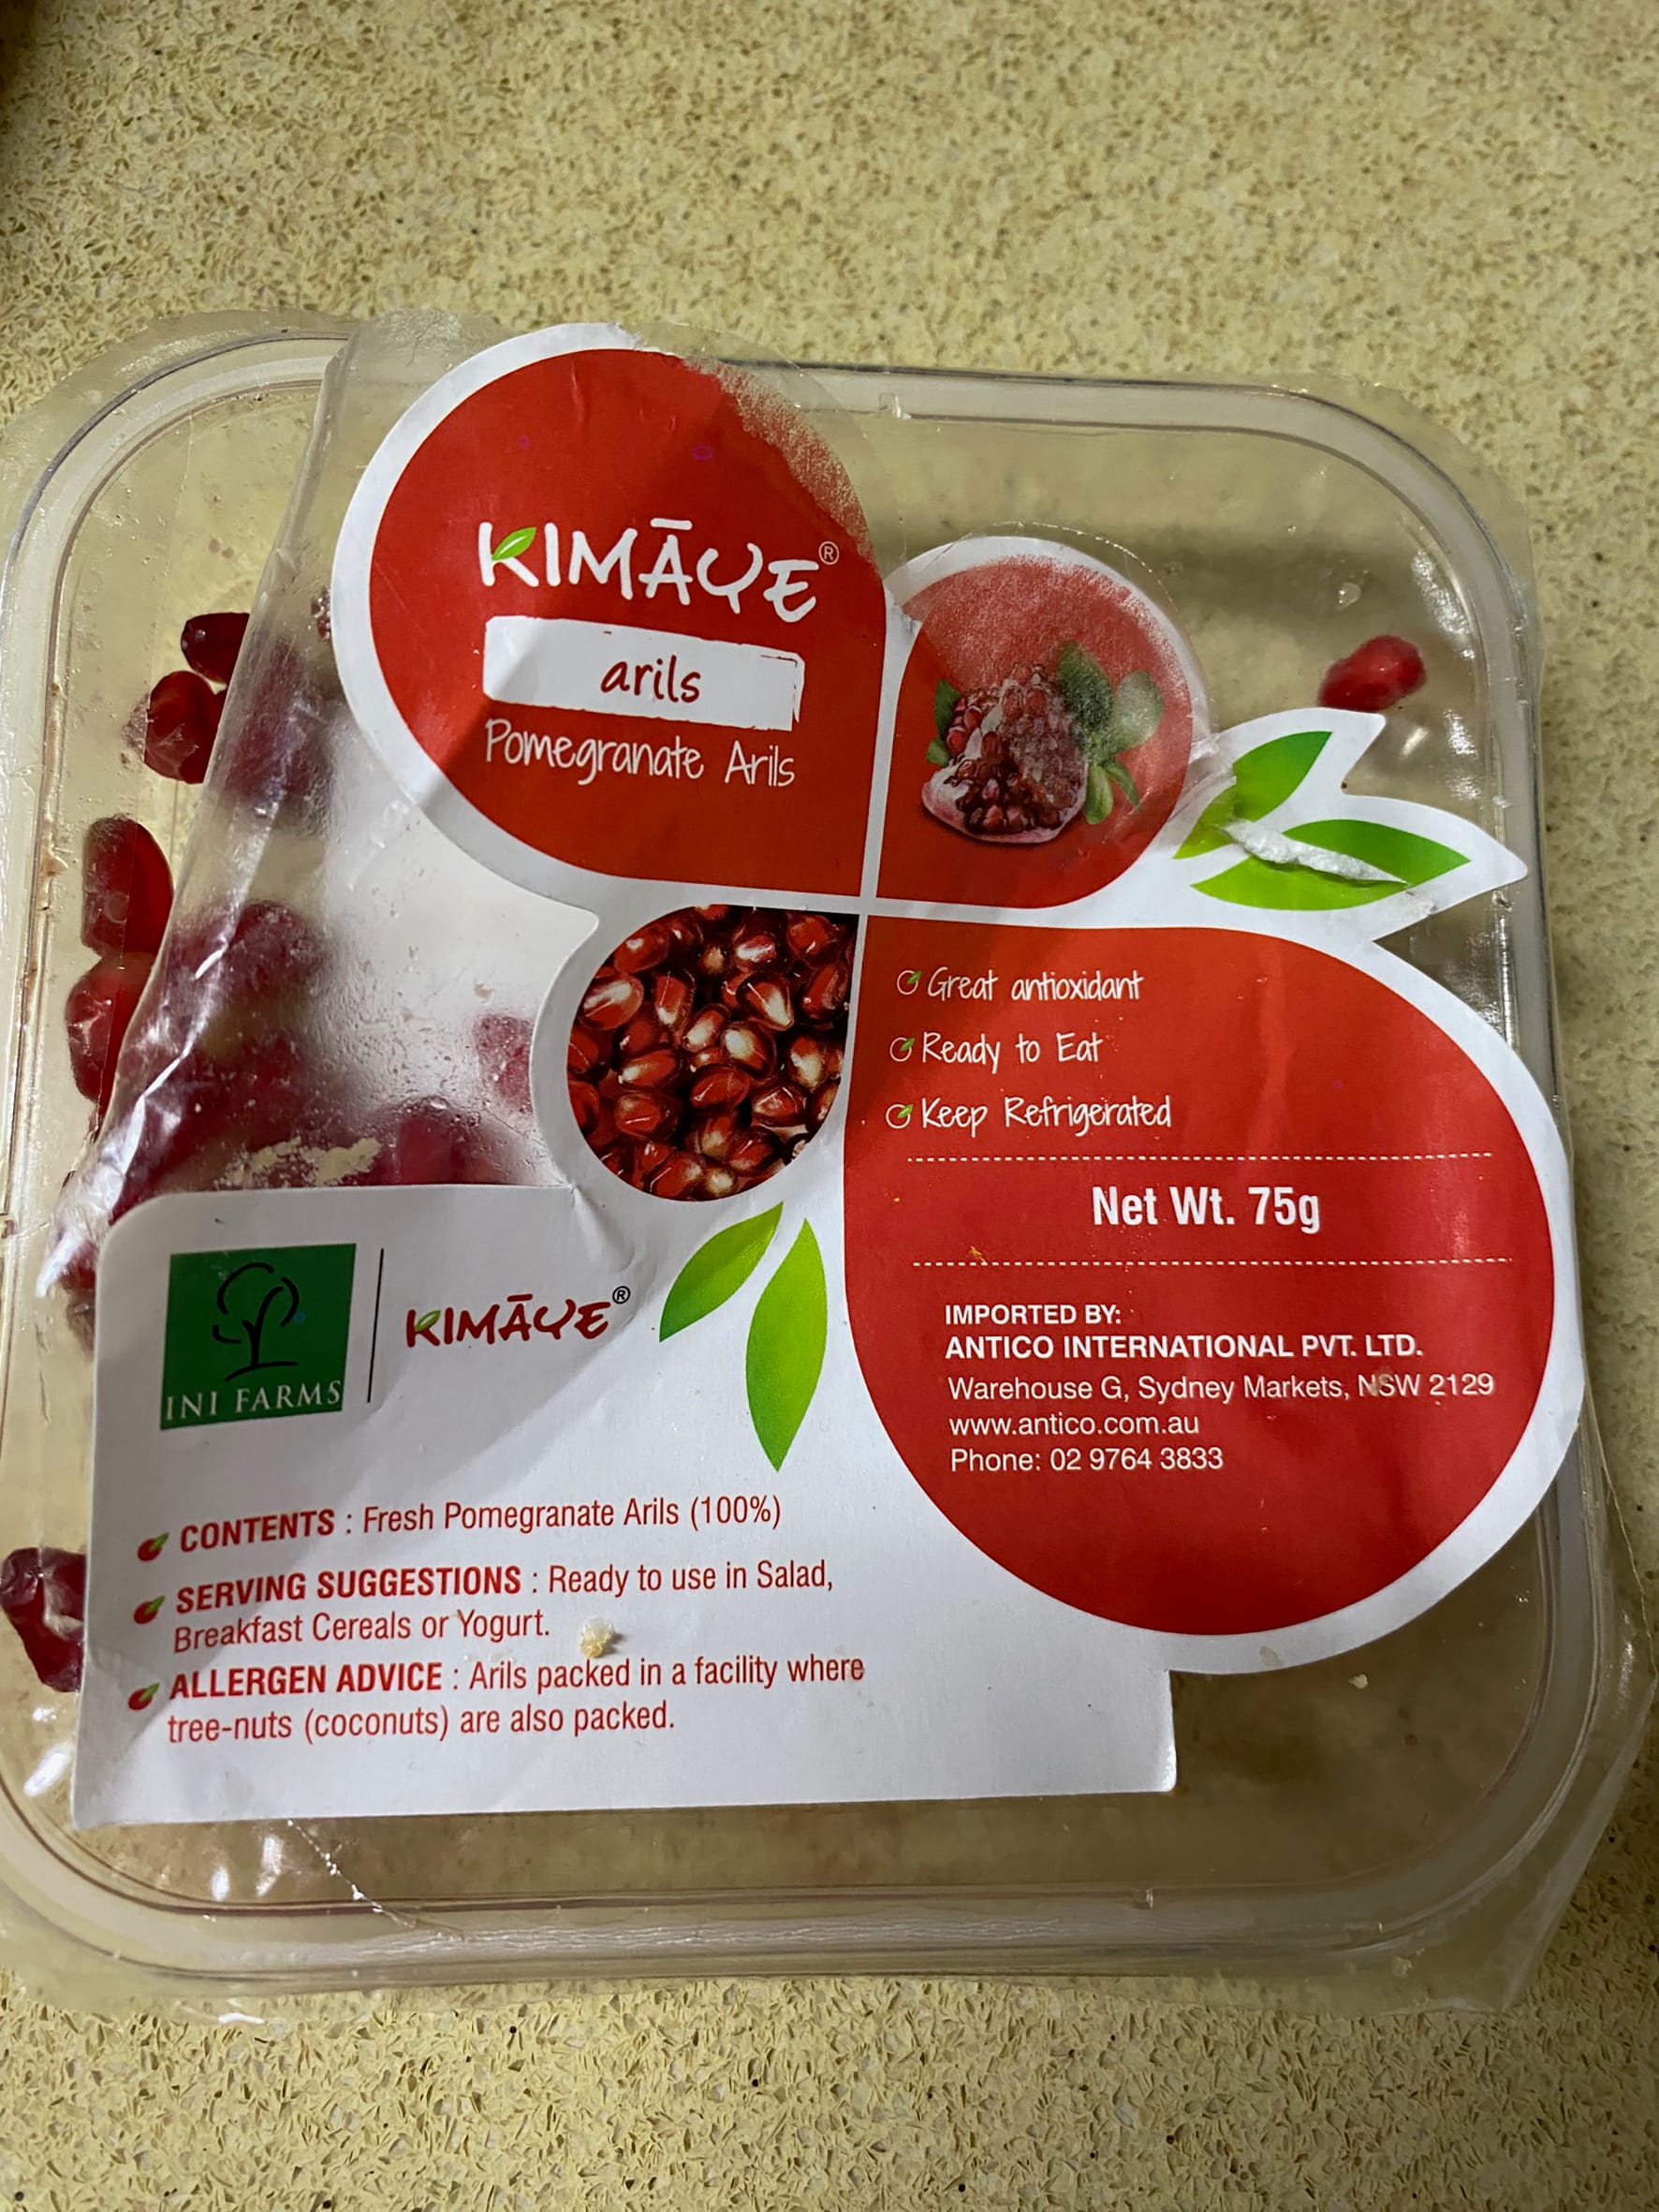 KIMĀYE®
arils
Pomegranate Arils
Great antioxidant
Ready to Eat
Keep Refrigerated
Net Wt. 75g
IMPORTED BY:
ANTICO INTERNATIONAL PVT. LTD.
Warehouse G, Sydney Markets, NSW 2129
www.antico.com.au
Phone: 02 9764 3833
INI FARMS
KIMĀYE®
CONTENTS : Fresh Pomegranate Arils (100%)
SERVING SUGGESTIONS : Ready to use in Salad,
Breakfast Cereals or Yogurt.
ALLERGEN ADVICE : Arils packed in a facility where
tree-nuts (coconuts) are also packed.